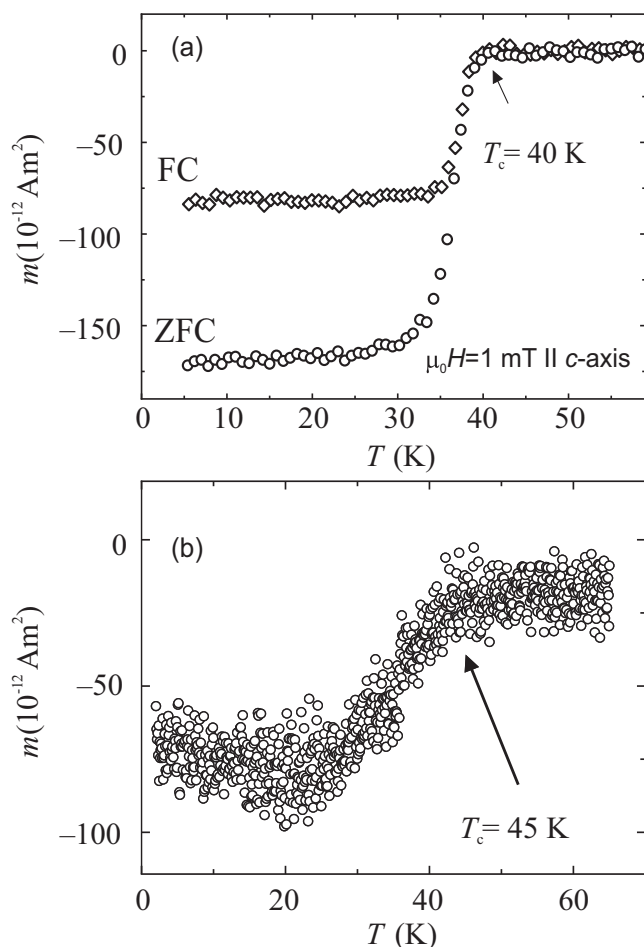 (a)
0
−50
−100
−150
m(10⁻¹² Am²)
FC
ZFC
T_c= 40 K
μ₀H=1 mT II c-axis
0 10 20 30 40 50
T (K)
(b)
0
−50
−100
m(10⁻¹² Am²)
T_c= 45 K
0 20 40 60
T (K)